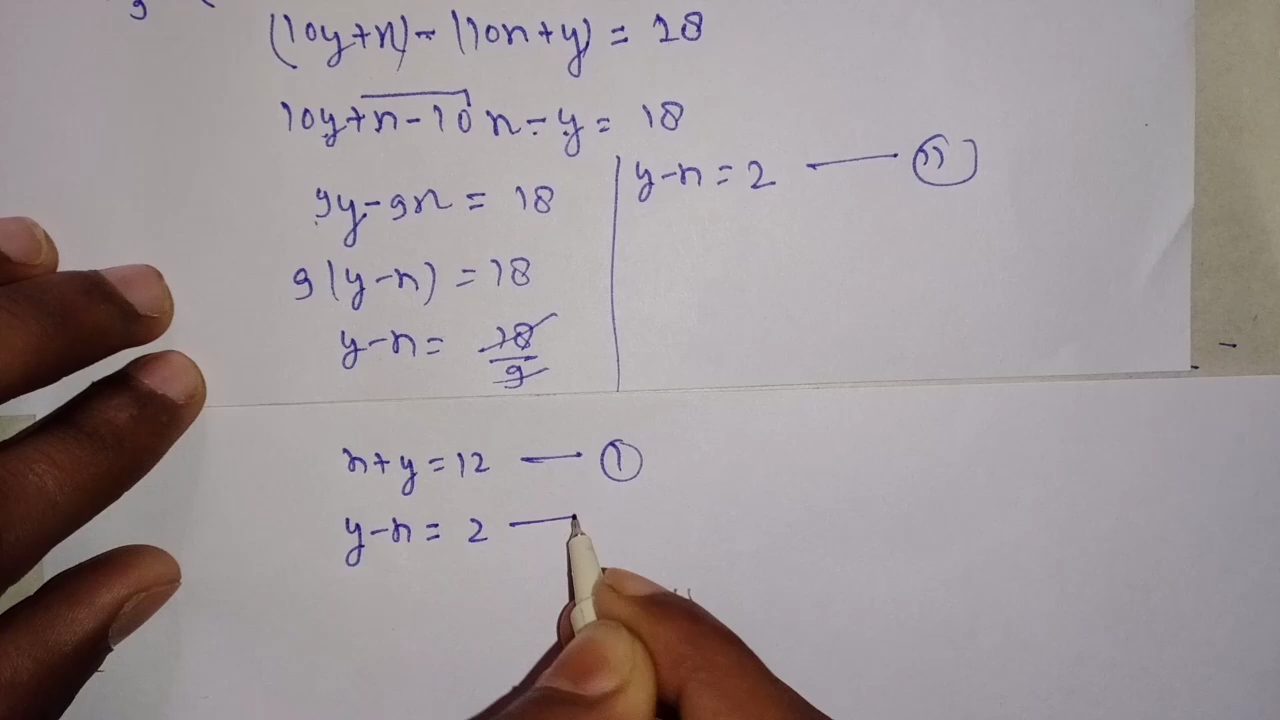 (10y+x)-(10x+y) = 18
10y+x-10x-y = 18
9y-9x = 18
9(y-x) = 18
y-x = 18/9
y-x = 2 — (ii)
x+y = 12 — (1)
y-x = 2 —